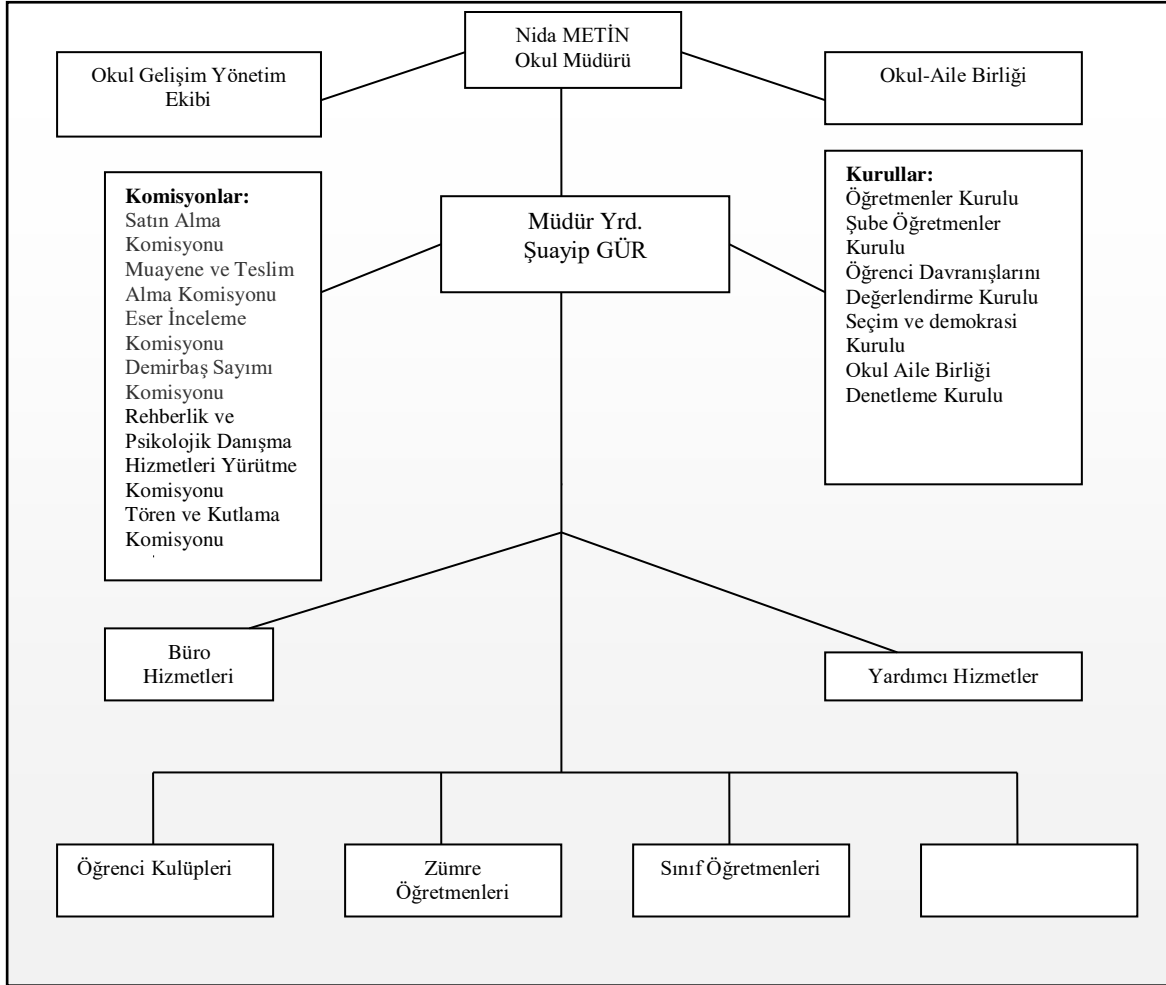 Nida METİN
Okul Müdürü
Okul Gelişim Yönetim
Ekibi
Okul-Aile Birliği
Komisyonlar:
Satın Alma
Komisyonu
Muayene ve Teslim
Alma Komisyonu
Eser İnceleme
Komisyonu
Demirbaş Sayımı
Komisyonu
Rehberlik ve
Psikolojik Danışma
Hizmetleri Yürütme
Komisyonu
Tören ve Kutlama
Komisyonu
Müdür Yrd.
Şuayip GÜR
Kurullar:
Öğretmenler Kurulu
Şube Öğretmenler
Kurulu
Öğrenci Davranışlarını
Değerlendirme Kurulu
Seçim ve demokrasi
Kurulu
Okul Aile Birliği
Denetleme Kurulu
Büro
Hizmetleri
Yardımcı Hizmetler
Öğrenci Kulüpleri
Zümre
Öğretmenleri
Sınıf Öğretmenleri